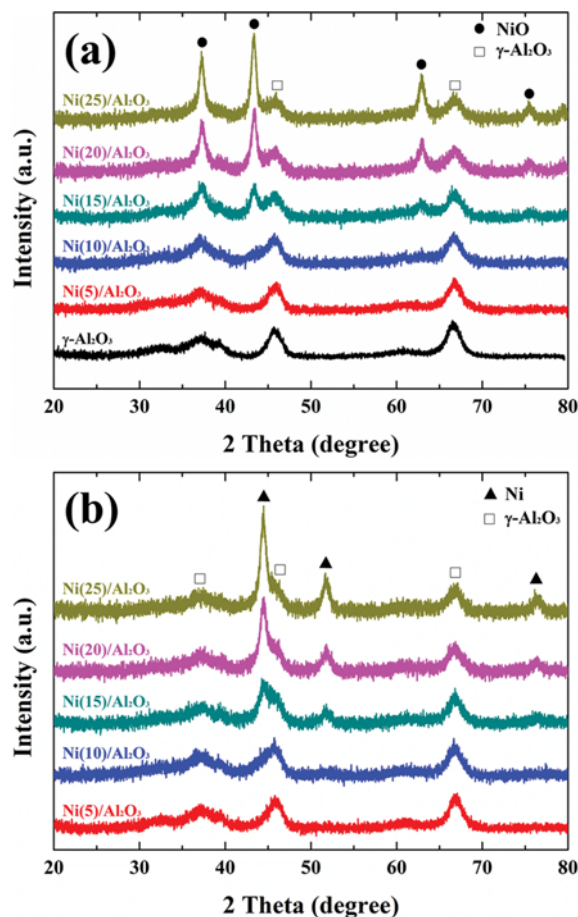 (a)
● NiO
□ γ-Al₂O₃
Ni(25)/Al₂O₃
Ni(20)/Al₂O₃
Ni(15)/Al₂O₃
Ni(10)/Al₂O₃
Ni(5)/Al₂O₃
γ-Al₂O₃
Intensity (a.u.)
20 30 40 50 60 70 80
2 Theta (degree)
(b)
▲ Ni
□ γ-Al₂O₃
Ni(25)/Al₂O₃
Ni(20)/Al₂O₃
Ni(15)/Al₂O₃
Ni(10)/Al₂O₃
Ni(5)/Al₂O₃
Intensity (a.u.)
20 30 40 50 60 70 80
2 Theta (degree)